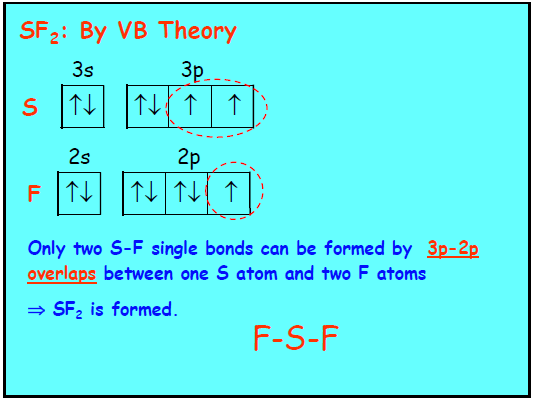 SF₂: By VB Theory
3s 3p
S ↑↓ ↑↓ ↑ ↑
2s 2p
F ↑↓ ↑↓ ↑↓ ↑
Only two S-F single bonds can be formed by 3p-2p
overlaps between one S atom and two F atoms
⇒ SF₂ is formed.
F-S-F